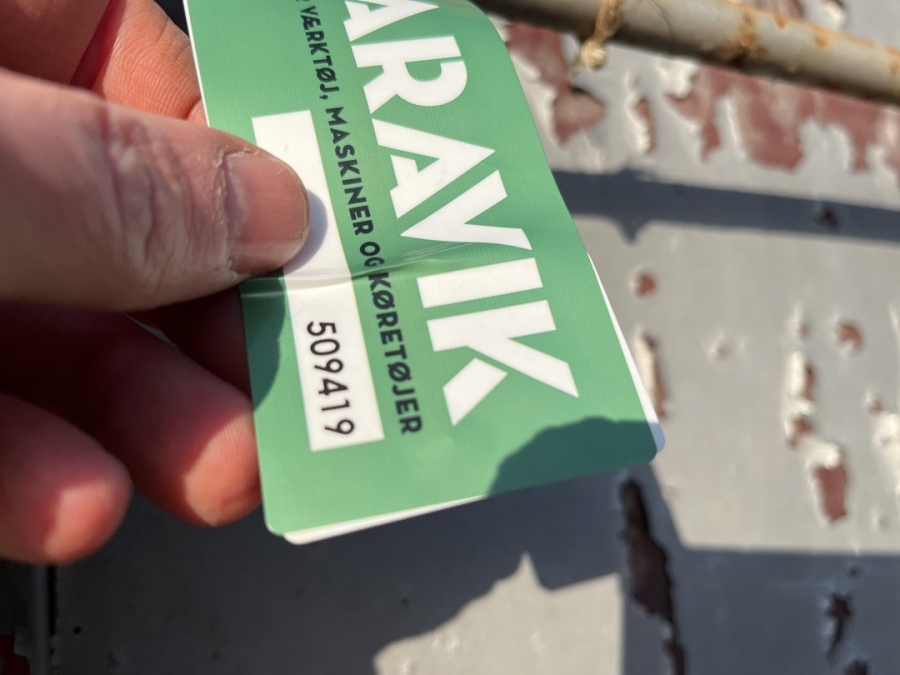 ARAVIK
VÆRKTØJ, MASKINER OG KØRETØJER
509419